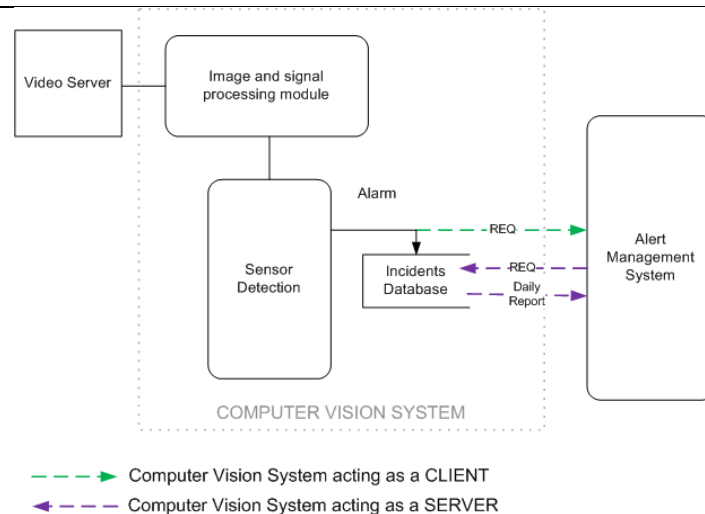 Video Server
Image and signal
processing module
Alarm
REQ
Alert
Management
System
Sensor
Detection
Incidents
Database
REQ
Daily
Report
COMPUTER VISION SYSTEM
Computer Vision System acting as a CLIENT
Computer Vision System acting as a SERVER